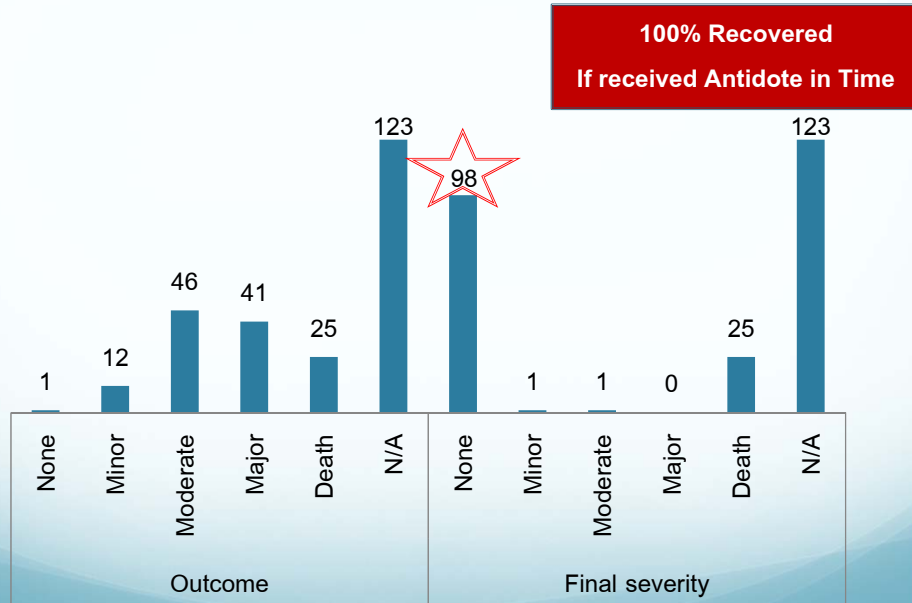 100% Recovered
If received Antidote in Time
123
123
98
46
41
25
25
12
1
1
1
0
None
Minor
Moderate
Major
Death
N/A
None
Minor
Moderate
Major
Death
N/A
Outcome
Final severity